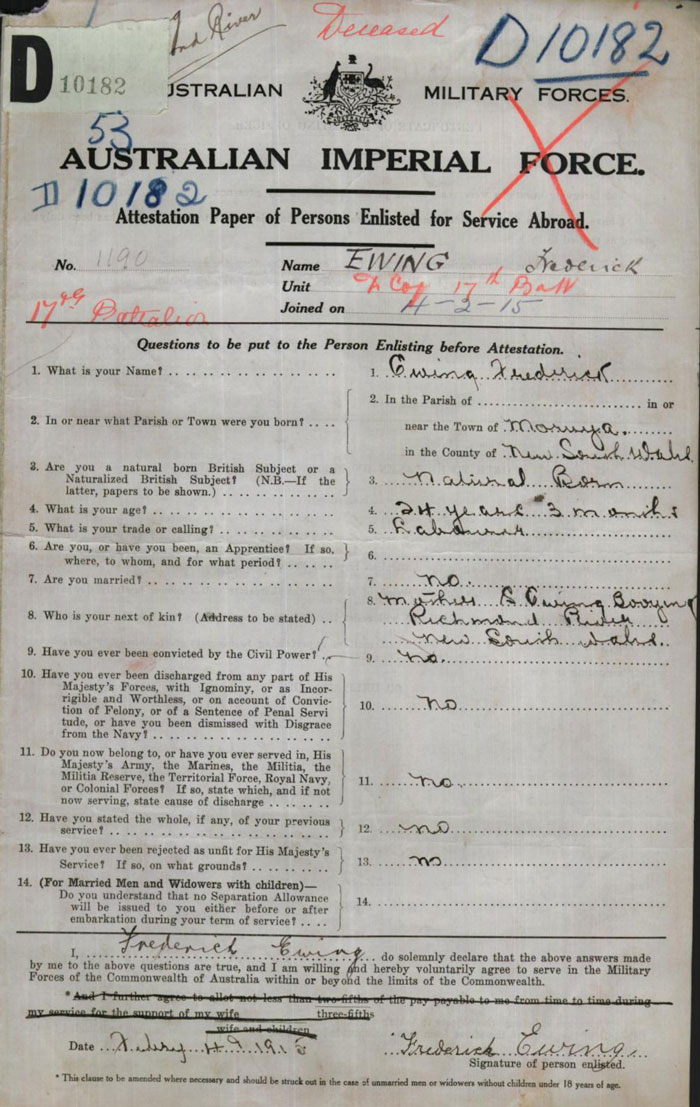 Deceased
D 10182
D 10182
River
AUSTRALIAN MILITARY FORCES.
53
AUSTRALIAN IMPERIAL FORCE.
D 10182
Attestation Paper of Persons Enlisted for Service Abroad.
No. 1190 Name EWING Frederick
Unit Coy 17th Batt
Joined on 4-2-15
17th Battalion
Questions to be put to the Person Enlisting before Attestation.
1. What is your Name? 1. Ewing Frederick
2. In the Parish of in or
2. In or near what Parish or Town were you born? near the Town of Moruya.
in the County of New South Wales
3. Are you a natural born British Subject or a
Naturalized British Subject? (N.B.—If the 3. National Born
latter, papers to be shown.)
4. What is your age? 4. 24 years 3 months
5. What is your trade or calling? 5. Labourer
6. Are you, or have you been, an Apprentice? If so, 6.
where, to whom, and for what period?
7. Are you married? 7. no.
8. Who is your next of kin? (Address to be stated) 8. Mother Ewing
Richmond River
New South Wales.
9. Have you ever been convicted by the Civil Power? 9. no.
10. Have you ever been discharged from any part of His
Majesty's Forces, with Ignominy, or as Incor-
rigible and Worthless, or on account of Convic- 10. no
tion of Felony, or of a Sentence of Penal Servi
tude, or have you been dismissed with Disgrace
from the Navy?
11. Do you now belong to, or have you ever served in, His
Majesty's Army, the Marines, the Militia, the
Militia Reserve, the Territorial Force, Royal Navy, 11. no.
or Colonial Forces? If so, state which, and if not
now serving, state cause of discharge
12. Have you stated the whole, if any, of your previous 12. no
service?
13. Have you ever been rejected as unfit for His Majesty's 13. no
Service? If so, on what grounds?
14. (For Married Men and Widowers with children)—
Do you understand that no Separation Allowance 14.
will be issued to you either before or after
embarkation during your term of service?
I, Frederick Ewing do solemnly declare that the above answers made
by me to the above questions are true, and I am willing and hereby voluntarily agree to serve in the Military
Forces of the Commonwealth of Australia within or beyond the limits of the Commonwealth.
*And I further agree to allot not less than two-fifths of the pay payable to me from time to time during
my service for the support of my wife three-fifths
wife and children
Date 4 1915 Frederick Ewing
Signature of person enlisted.
* This clause to be amended where necessary and should be struck out in the case of unmarried men or widowers without children under 18 years of age.